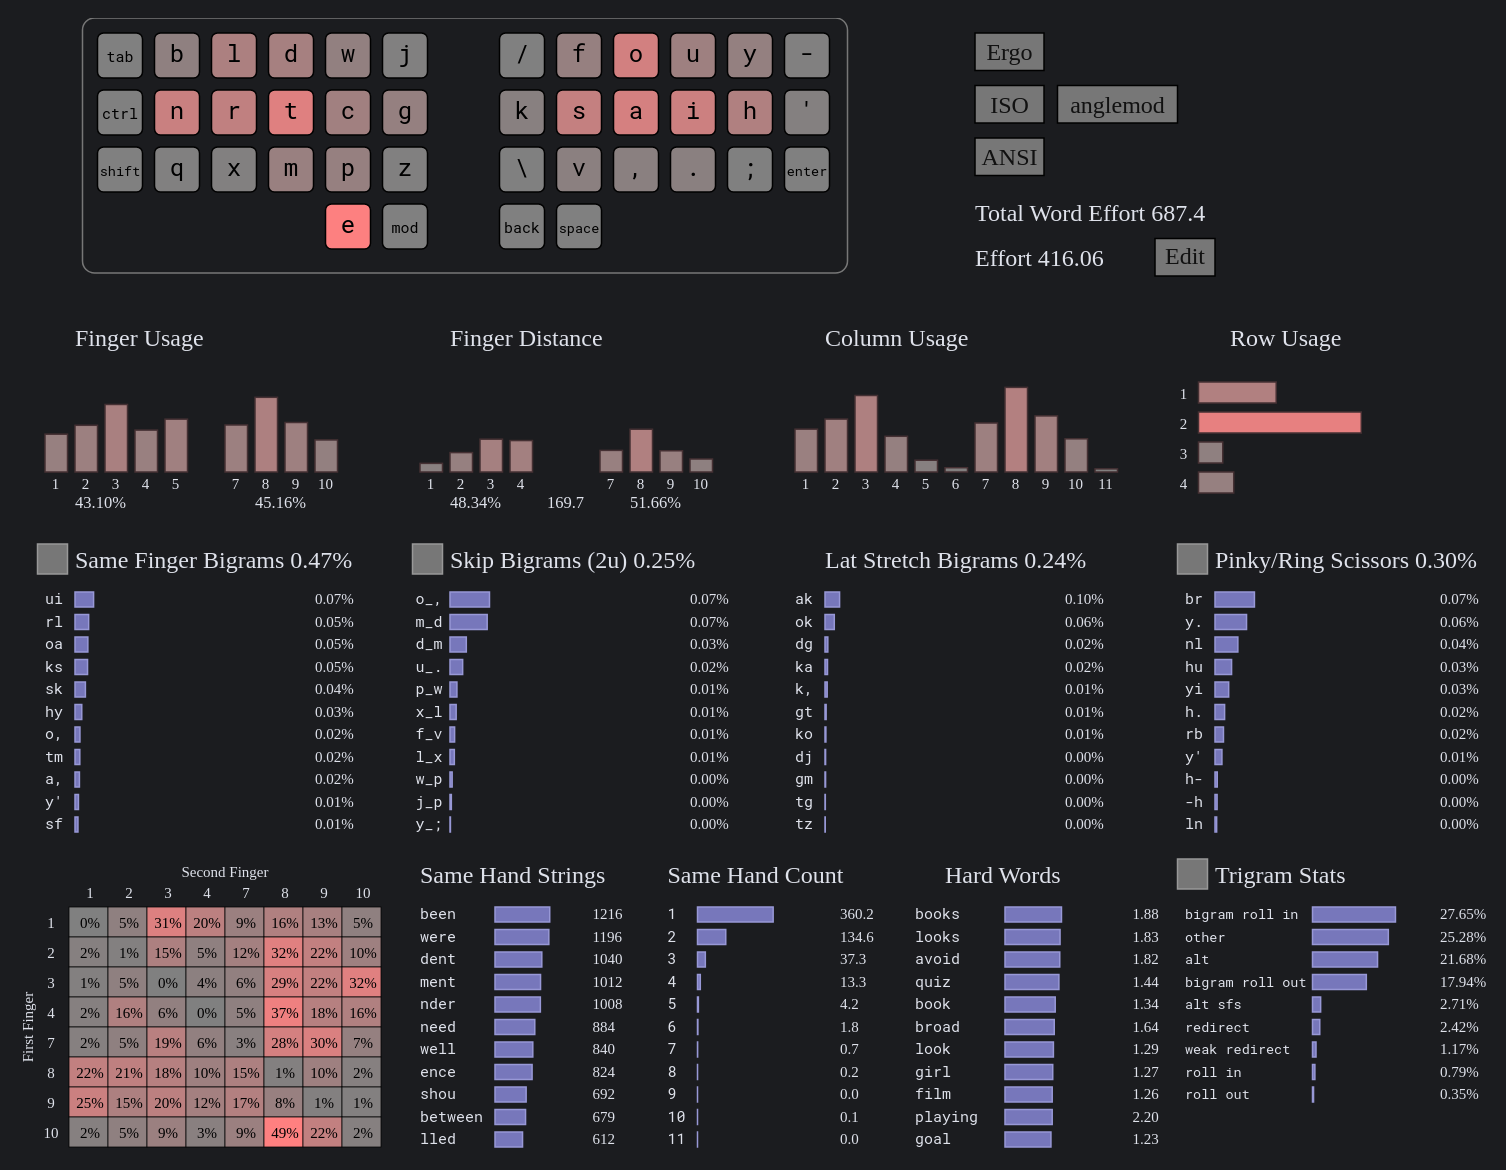 tab b l d w j / f o u y -
ctrl n r t c g k s a i h '
shift q x m p z \ v , . ; enter
e mod back space
Ergo
ISO anglemod
ANSI
Total Word Effort 687.4
Effort 416.06 Edit
Finger Usage
1 2 3 4 5 7 8 9 10
43.10% 45.16%
Finger Distance
1 2 3 4 7 8 9 10
48.34% 169.7 51.66%
Column Usage
1 2 3 4 5 6 7 8 9 10 11
Row Usage
1
2
3
4
Same Finger Bigrams 0.47%
ui 0.07%
rl 0.05%
oa 0.05%
ks 0.05%
sk 0.04%
hy 0.03%
o, 0.02%
tm 0.02%
a, 0.02%
y' 0.01%
sf 0.01%
Skip Bigrams (2u) 0.25%
o_, 0.07%
m_d 0.07%
d_m 0.03%
u_. 0.02%
p_w 0.01%
x_l 0.01%
f_v 0.01%
l_x 0.01%
w_p 0.00%
j_p 0.00%
y_; 0.00%
Lat Stretch Bigrams 0.24%
ak 0.10%
ok 0.06%
dg 0.02%
ka 0.02%
k, 0.01%
gt 0.01%
ko 0.01%
dj 0.00%
gm 0.00%
tg 0.00%
tz 0.00%
Pinky/Ring Scissors 0.30%
br 0.07%
y. 0.06%
nl 0.04%
hu 0.03%
yi 0.03%
h. 0.02%
rb 0.02%
y' 0.01%
h- 0.00%
-h 0.00%
ln 0.00%
Second Finger
1 2 3 4 7 8 9 10
First Finger
1 0% 5% 31% 20% 9% 16% 13% 5%
2 2% 1% 15% 5% 12% 32% 22% 10%
3 1% 5% 0% 4% 6% 29% 22% 32%
4 2% 16% 6% 0% 5% 37% 18% 16%
7 2% 5% 19% 6% 3% 28% 30% 7%
8 22% 21% 18% 10% 15% 1% 10% 2%
9 25% 15% 20% 12% 17% 8% 1% 1%
10 2% 5% 9% 3% 9% 49% 22% 2%
Same Hand Strings
been 1216
were 1196
dent 1040
ment 1012
nder 1008
need 884
well 840
ence 824
shou 692
between 679
lled 612
Same Hand Count
1 360.2
2 134.6
3 37.3
4 13.3
5 4.2
6 1.8
7 0.7
8 0.2
9 0.0
10 0.1
11 0.0
Hard Words
books 1.88
looks 1.83
avoid 1.82
quiz 1.44
book 1.34
broad 1.64
look 1.29
girl 1.27
film 1.26
playing 2.20
goal 1.23
Trigram Stats
bigram roll in 27.65%
other 25.28%
alt 21.68%
bigram roll out 17.94%
alt sfs 2.71%
redirect 2.42%
weak redirect 1.17%
roll in 0.79%
roll out 0.35%